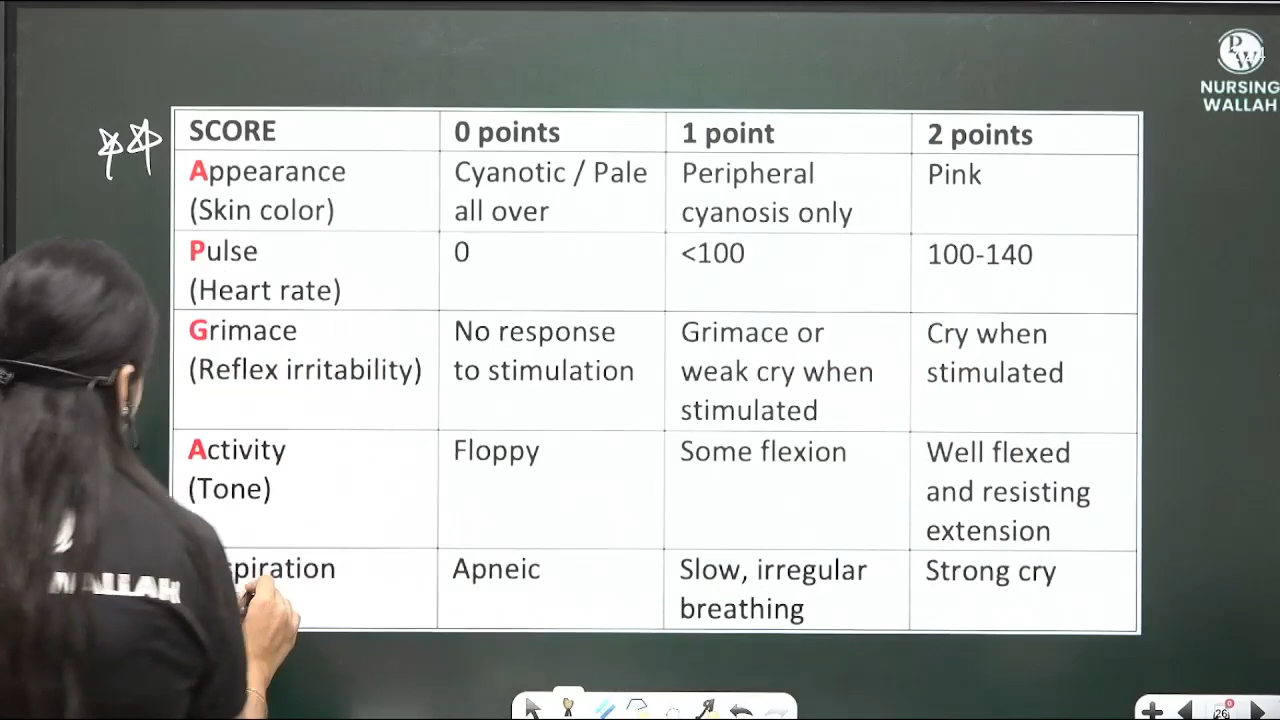 PW
NURSING
WALLAH
SCORE 0 points 1 point 2 points
Appearance Cyanotic / Pale Peripheral Pink
(Skin color) all over cyanosis only
Pulse 0 <100 100-140
(Heart rate)
Grimace No response Grimace or Cry when
(Reflex irritability) to stimulation weak cry when stimulated
stimulated
Activity Floppy Some flexion Well flexed
(Tone) and resisting
extension
spiration Apneic Slow, irregular Strong cry
breathing
WALLAH
26